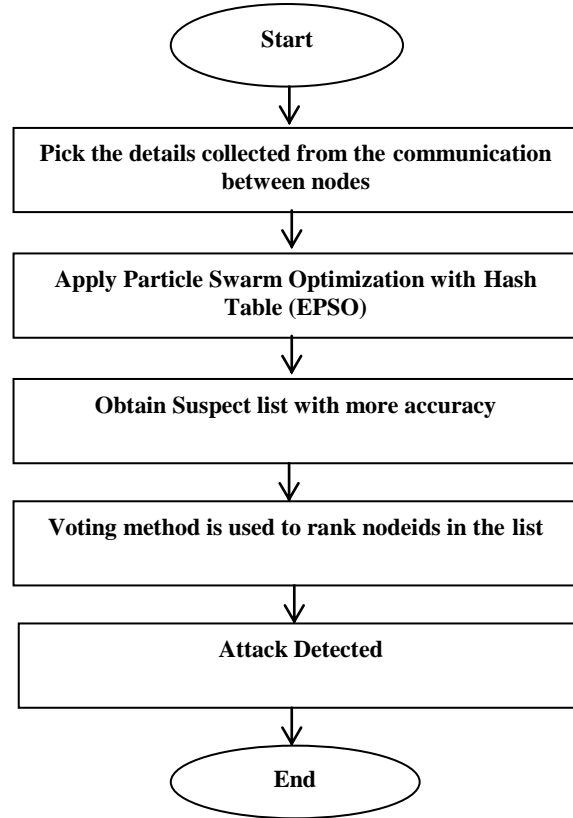 Start
Pick the details collected from the communication
between nodes
Apply Particle Swarm Optimization with Hash
Table (EPSO)
Obtain Suspect list with more accuracy
Voting method is used to rank nodeids in the list
Attack Detected
End